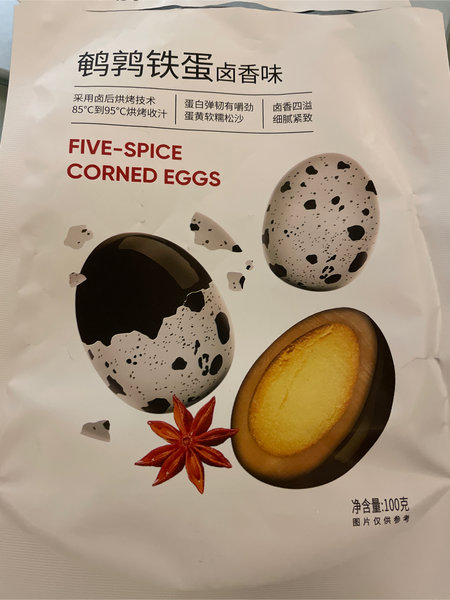 鹌鹑铁蛋卤香味
采用卤后烘烤技术
85℃到95℃烘烤收汁
蛋白弹韧有嚼劲
蛋黄软糯松沙
卤香四溢
细腻紧致
FIVE-SPICE
CORNED EGGS
净含量:100克
图片仅供参考